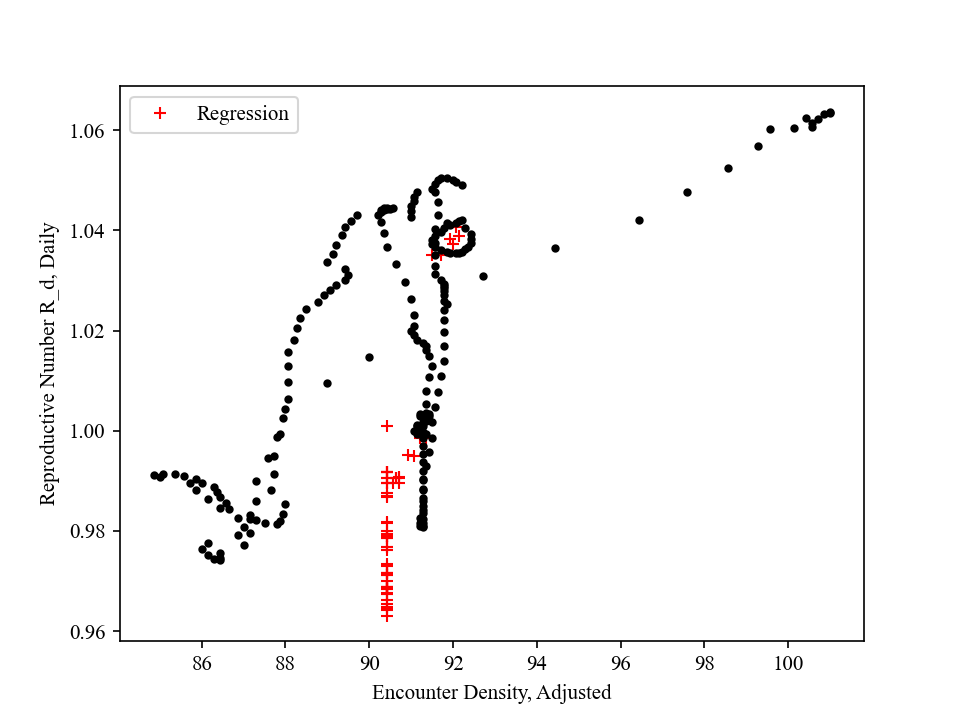 Regression
1.06
1.04
1.02
1.00
0.98
0.96
Reproductive Number R_d, Daily
86 88 90 92 94 96 98 100
Encounter Density, Adjusted